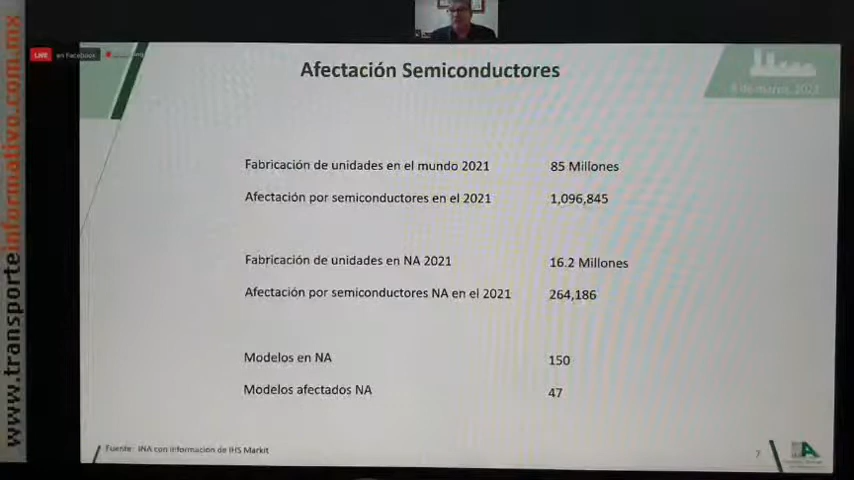 www.transporteinformativo.com.mx
LIVE en Facebook
Afectación Semiconductores
Fabricación de unidades en el mundo 2021 85 Millones
Afectación por semiconductores en el 2021 1,096,845
Fabricación de unidades en NA 2021 16.2 Millones
Afectación por semiconductores NA en el 2021 264,186
Modelos en NA 150
Modelos afectados NA 47
Fuente: INA con información de IHS Markit
7